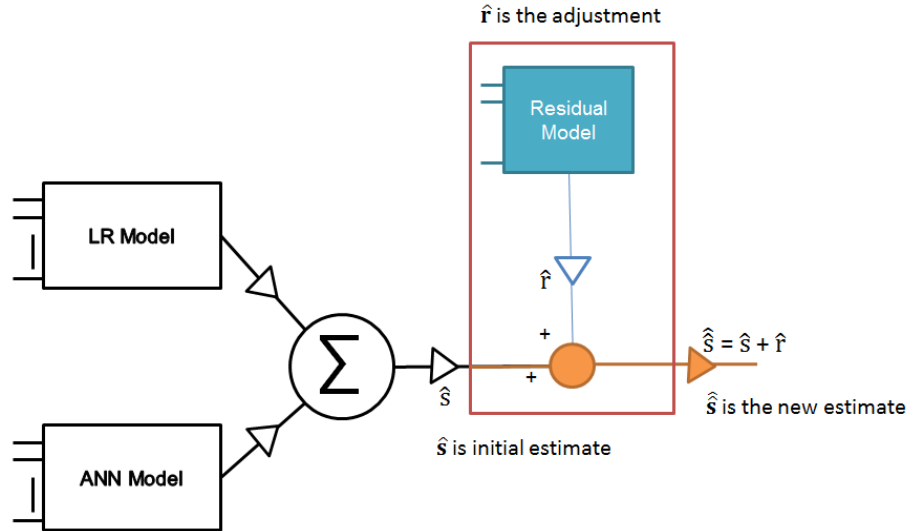 r̂ is the adjustment
Residual
Model
LR Model
r̂
+
Σ
+
ŝ
ŝ̂ = ŝ + r̂
ŝ̂ is the new estimate
ŝ is initial estimate
ANN Model